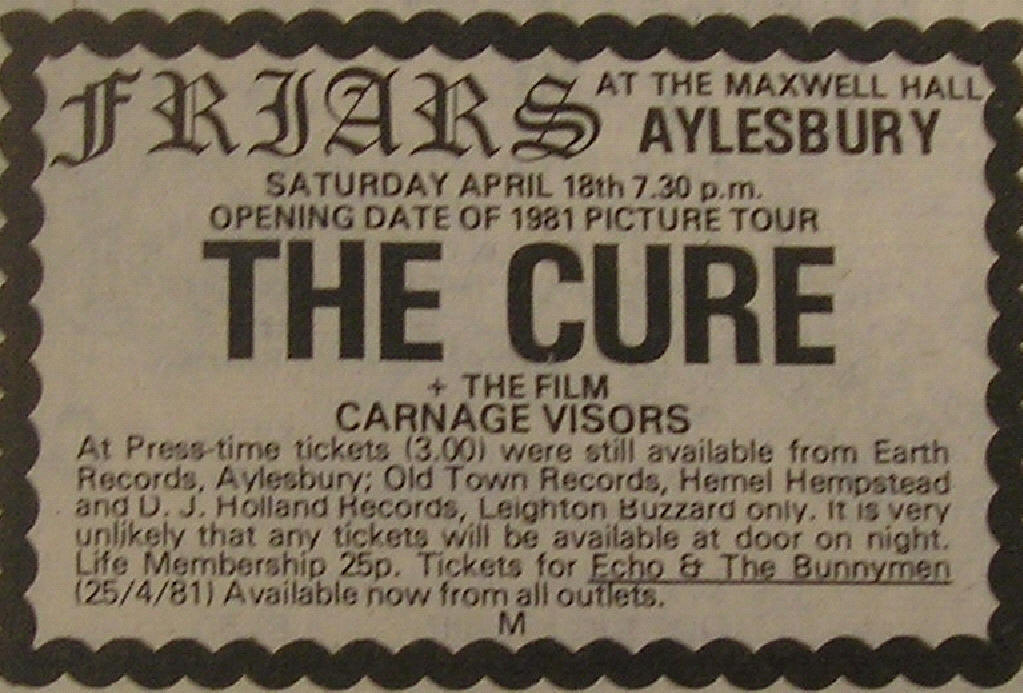 FRIARS AT THE MAXWELL HALL
AYLESBURY
SATURDAY APRIL 18th 7.30 p.m.
OPENING DATE OF 1981 PICTURE TOUR
THE CURE
+ THE FILM
CARNAGE VISORS
At Press-time tickets (3.00) were still available from Earth
Records, Aylesbury; Old Town Records, Hemel Hempstead
and D. J. Holland Records, Leighton Buzzard only. It is very
unlikely that any tickets will be available at door on night.
Life Membership 25p. Tickets for Echo & The Bunnymen
(25/4/81) Available now from all outlets.
M